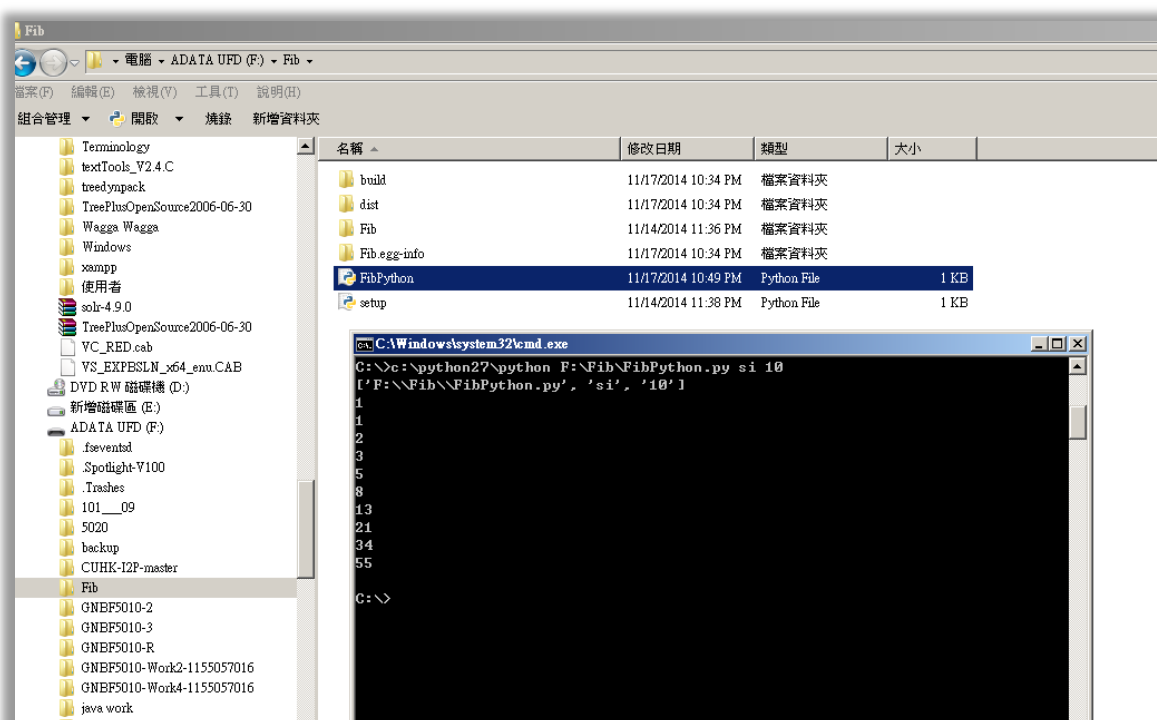 Fib
電腦 ADATA UFD (F:) Fib
檔案(F) 編輯(E) 檢視(V) 工具(T) 說明(H)
組合管理 開啟 燒錄 新增資料夾
Terminology
textTools_V2.4.C
treedynpack
TreePlusOpenSource2006-06-30
Wagga Wagga
Windows
xampp
使用者
solr-4.9.0
TreePlusOpenSource2006-06-30
VC_RED.cab
VS_EXPBSLN_x64_enu.CAB
DVD RW 磁碟機 (D:)
新增磁碟區 (E:)
ADATA UFD (F:)
.fseventsd
.Spotlight-V100
.Trashes
101___09
5020
backup
CUHK-I2P-master
Fib
GNBF5010-2
GNBF5010-3
GNBF5010-R
GNBF5010-Work2-1155057016
GNBF5010-Work4-1155057016
java work
名稱 修改日期 類型 大小
build 11/17/2014 10:34 PM 檔案資料夾
dist 11/17/2014 10:34 PM 檔案資料夾
Fib 11/14/2014 11:36 PM 檔案資料夾
Fib.egg-info 11/17/2014 10:34 PM 檔案資料夾
FibPython 11/17/2014 10:49 PM Python File 1 KB
setup 11/14/2014 11:38 PM Python File 1 KB
C:\Windows\system32\cmd.exe
C:\>c:\python27\python F:\Fib\FibPython.py si 10
['F:\\Fib\\FibPython.py', 'si', '10']
1
1
2
3
5
8
13
21
34
55
C:\>